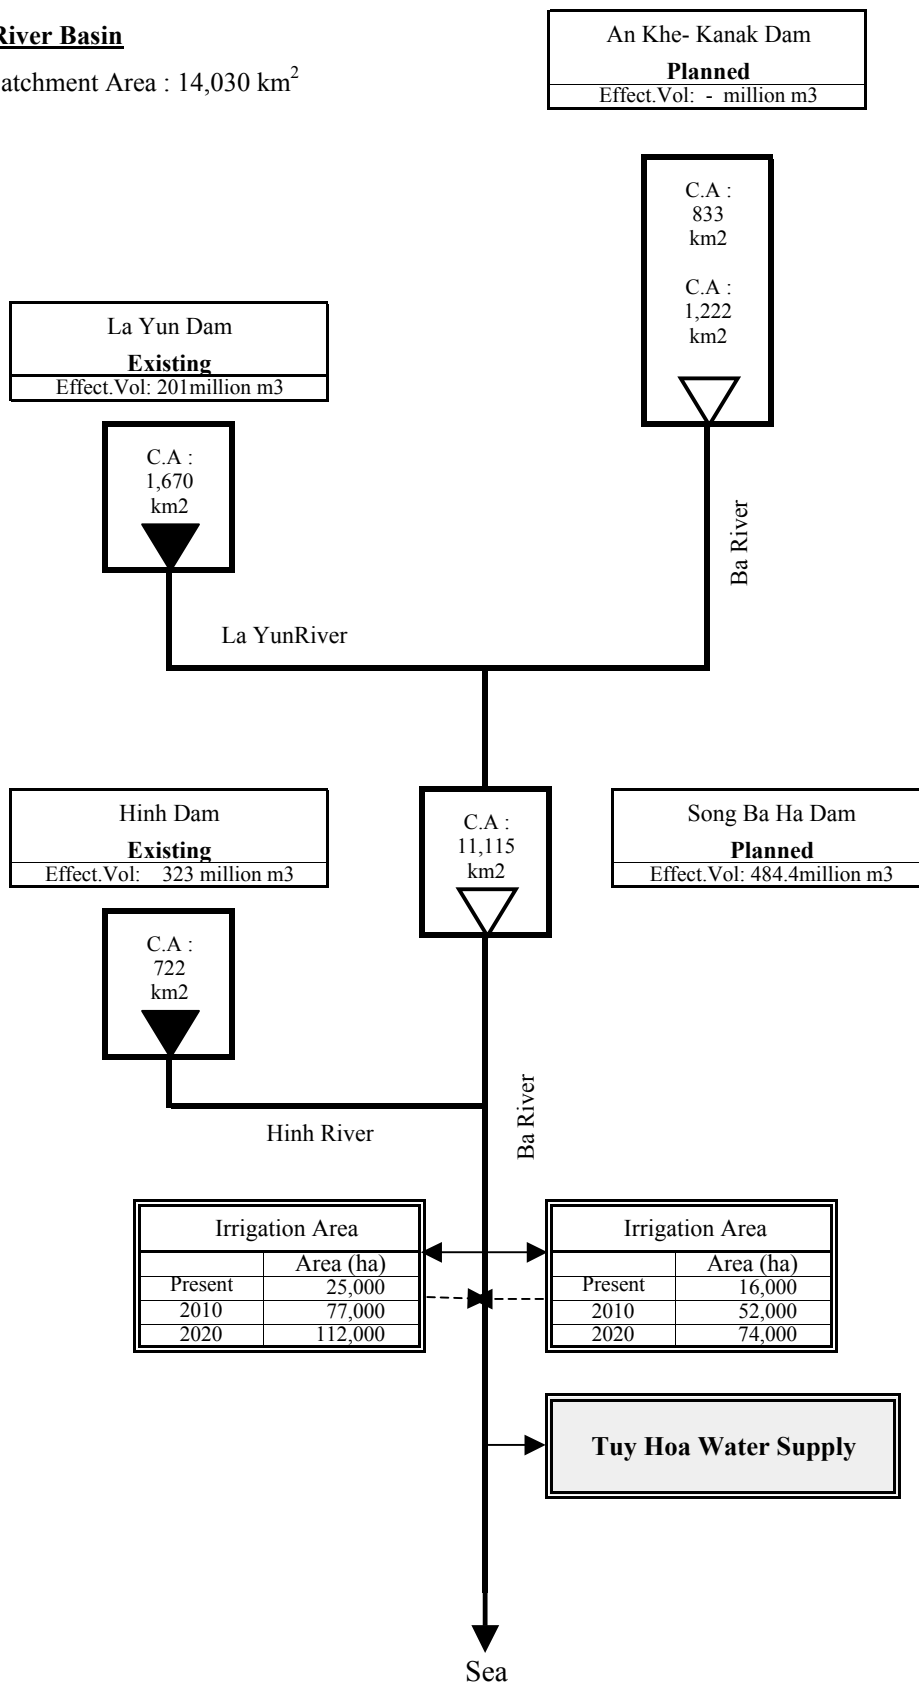 River Basin
atchment Area : 14,030 km2
An Khe- Kanak Dam
Planned
Effect.Vol: - million m3
C.A :
833
km2
C.A :
1,222
km2
La Yun Dam
Existing
Effect.Vol: 201million m3
C.A :
1,670
km2
Ba River
La YunRiver
Hinh Dam
Existing
Effect.Vol: 323 million m3
C.A :
11,115
km2
Song Ba Ha Dam
Planned
Effect.Vol: 484.4million m3
C.A :
722
km2
Ba River
Hinh River
Irrigation Area
Area (ha)
Present 25,000
2010 77,000
2020 112,000
Irrigation Area
Area (ha)
Present 16,000
2010 52,000
2020 74,000
Tuy Hoa Water Supply
Sea